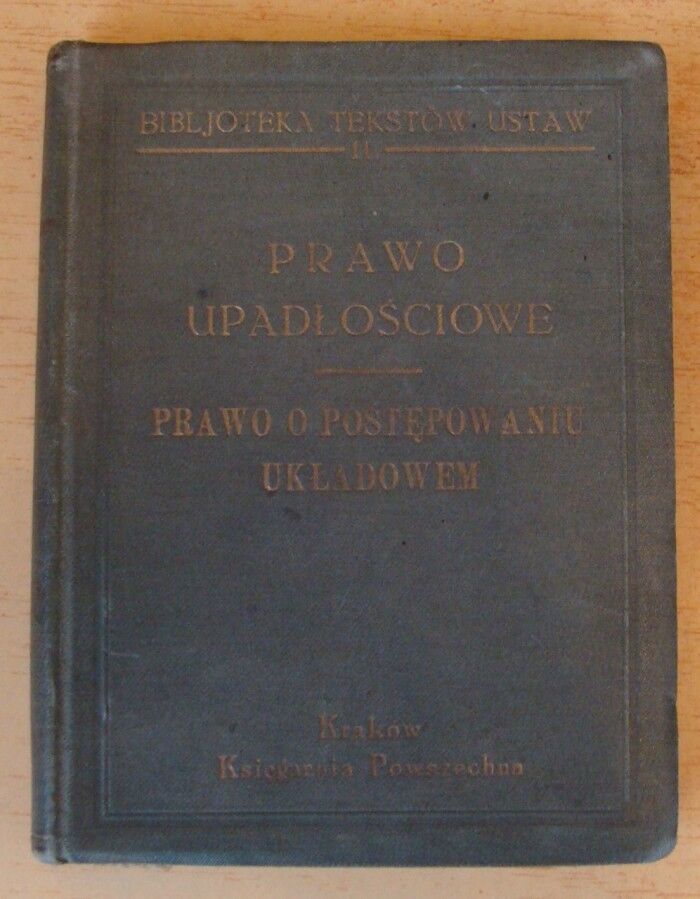 BIBLJOTEKA TEKSTÓW USTAW
11.
PRAWO
UPADŁOŚCIOWE
PRAWO O POSTĘPOWANIU
UKŁADOWEM
Kraków
Księgarnia Powszechna